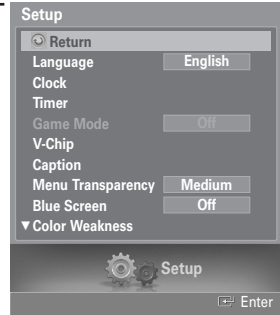 Setup
Return
Language English
Clock
Timer
Game Mode Off
V-Chip
Caption
Menu Transparency Medium
Blue Screen Off
▼ Color Weakness
Setup
Enter